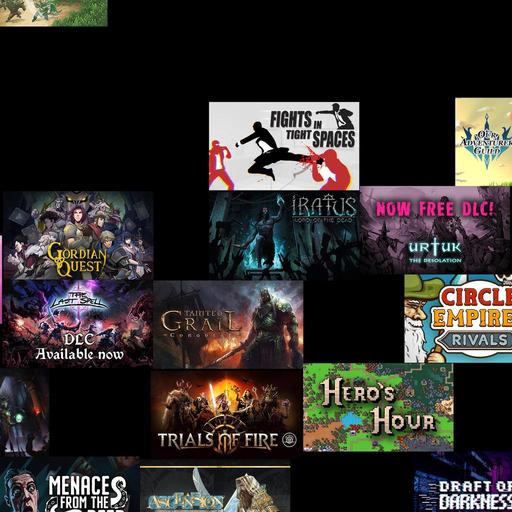 FIGHTS IN
TIGHT SPACES
OUR
ADVENTURER
GUILD
GORDIAN
QUEST
IRATUS
LORD OF THE DEAD
NOW FREE DLC!
URTUK
THE DESOLATION
THE
LAST SPELL
DLC
Available now
TAINTED
GRAIL
CONQUEST
CIRCLE
EMPIRES
RIVALS
TRIALS OF FIRE
HERO'S
HOUR
MENACES
FROM THE
ASCENSION
DRAFT OF
DARKNESS